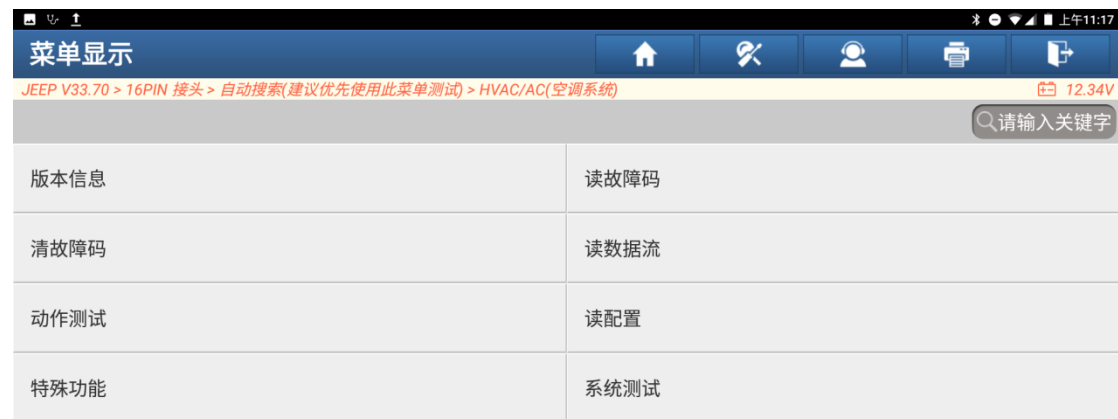 上午11:17
菜单显示
JEEP V33.70 > 16PIN 接头 > 自动搜索(建议优先使用此菜单测试) > HVAC/AC(空调系统) 12.34V
请输入关键字
版本信息 读故障码
清故障码 读数据流
动作测试 读配置
特殊功能 系统测试